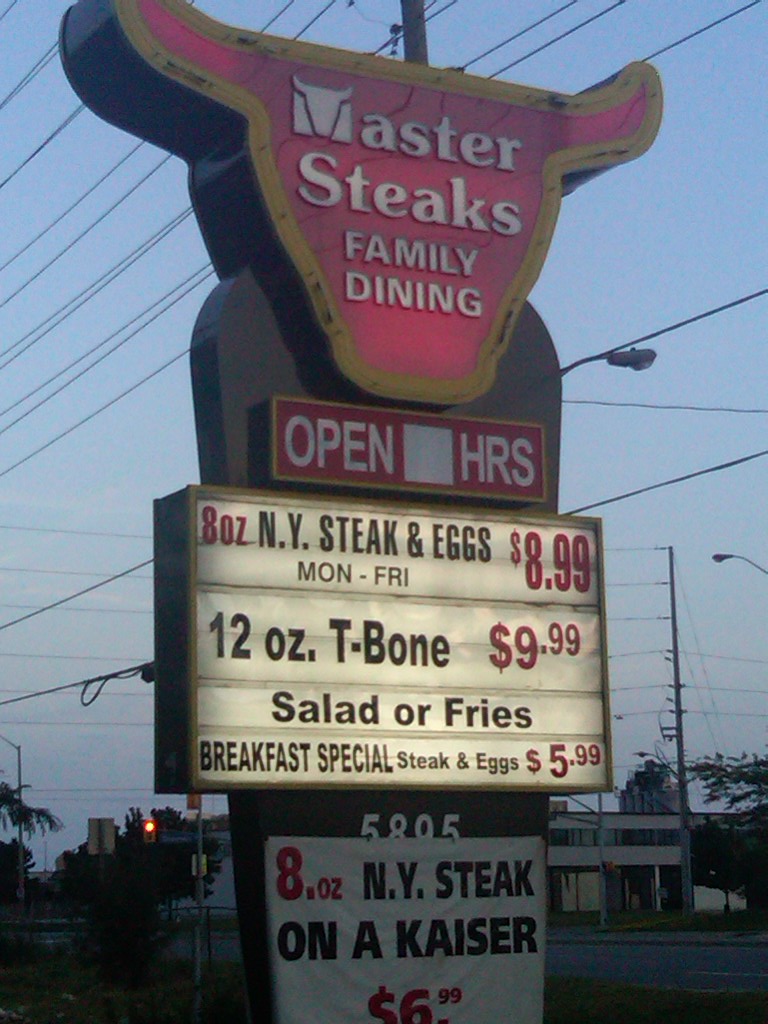 Master
Steaks
FAMILY
DINING
OPEN HRS
8oz N.Y. STEAK & EGGS $8.99
MON - FRI
12 oz. T-Bone $9.99
Salad or Fries
BREAKFAST SPECIAL Steak & Eggs $5.99
5895
8.oz N.Y. STEAK
ON A KAISER
$6.99